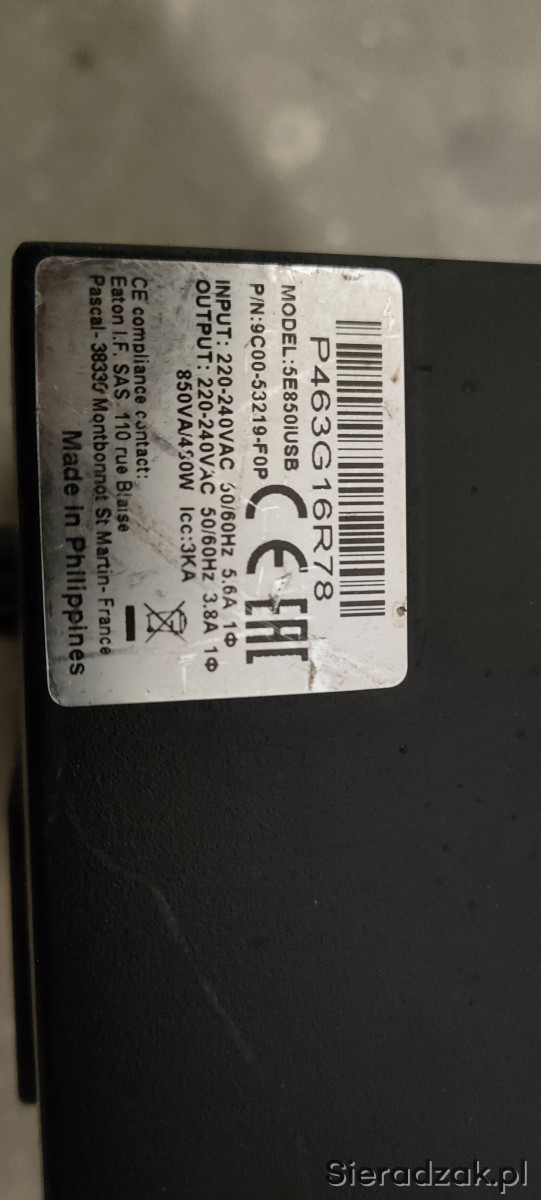 P463G16R78
MODEL:5E850IUSB
P/N:9C00-53219-F0P
CE EAC
INPUT: 220-240VAC 50/60Hz 5.6A 1Φ
OUTPUT: 220-240VAC 50/60Hz 3.8A 1Φ
850VA/480W Icc:3KA
CE compliance contact:
Eaton I.F. SAS, 110 rue Blaise
Pascal- 38330 Montbonnot St Martin- France
Made in Philippines
Sieradzak.pl